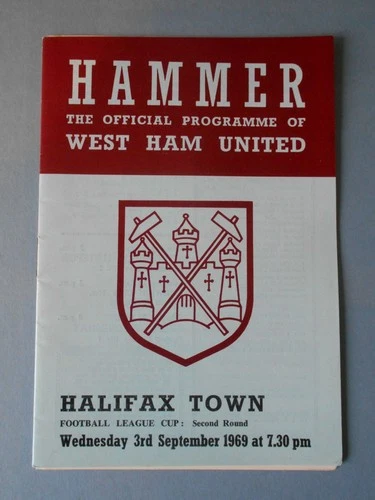 HAMMER
THE OFFICIAL PROGRAMME OF
WEST HAM UNITED
HALIFAX TOWN
FOOTBALL LEAGUE CUP: Second Round
Wednesday 3rd September 1969 at 7.30 pm